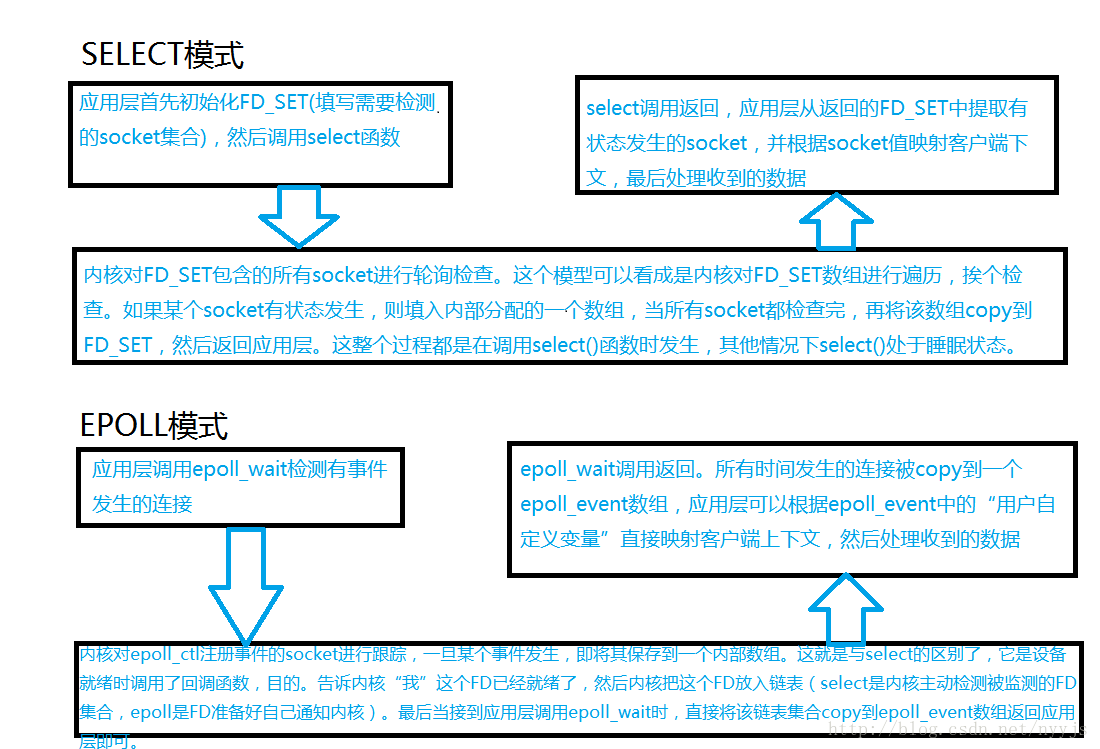 SELECT模式
应用层首先初始化FD_SET(填写需要检测
的socket集合)，然后调用select函数
select调用返回，应用层从返回的FD_SET中提取有
状态发生的socket，并根据socket值映射客户端下
文，最后处理收到的数据
内核对FD_SET包含的所有socket进行轮询检查。这个模型可以看成是内核对FD_SET数组进行遍历，挨个检
查。如果某个socket有状态发生，则填入内部分配的一个数组，当所有socket都检查完，再将该数组copy到
FD_SET，然后返回应用层。这整个过程都是在调用select()函数时发生，其他情况下select()处于睡眠状态。
EPOLL模式
应用层调用epoll_wait检测有事件
发生的连接
epoll_wait调用返回。所有时间发生的连接被copy到一个
epoll_event数组，应用层可以根据epoll_event中的“用户自
定义变量”直接映射客户端上下文，然后处理收到的数据
内核对epoll_ctl注册事件的socket进行跟踪，一旦某个事件发生，即将其保存到一个内部数组。这就是与select的区别了，它是设备
就绪时调用了回调函数，目的。告诉内核“我”这个FD已经就绪了，然后内核把这个FD放入链表（select是内核主动检测被监测的FD
集合，epoll是FD准备好自己通知内核）。最后当接到应用层调用epoll_wait时，直接将该链表集合copy到epoll_event数组返回应用
层即可。
http://blog.csdn.net/nyyjs